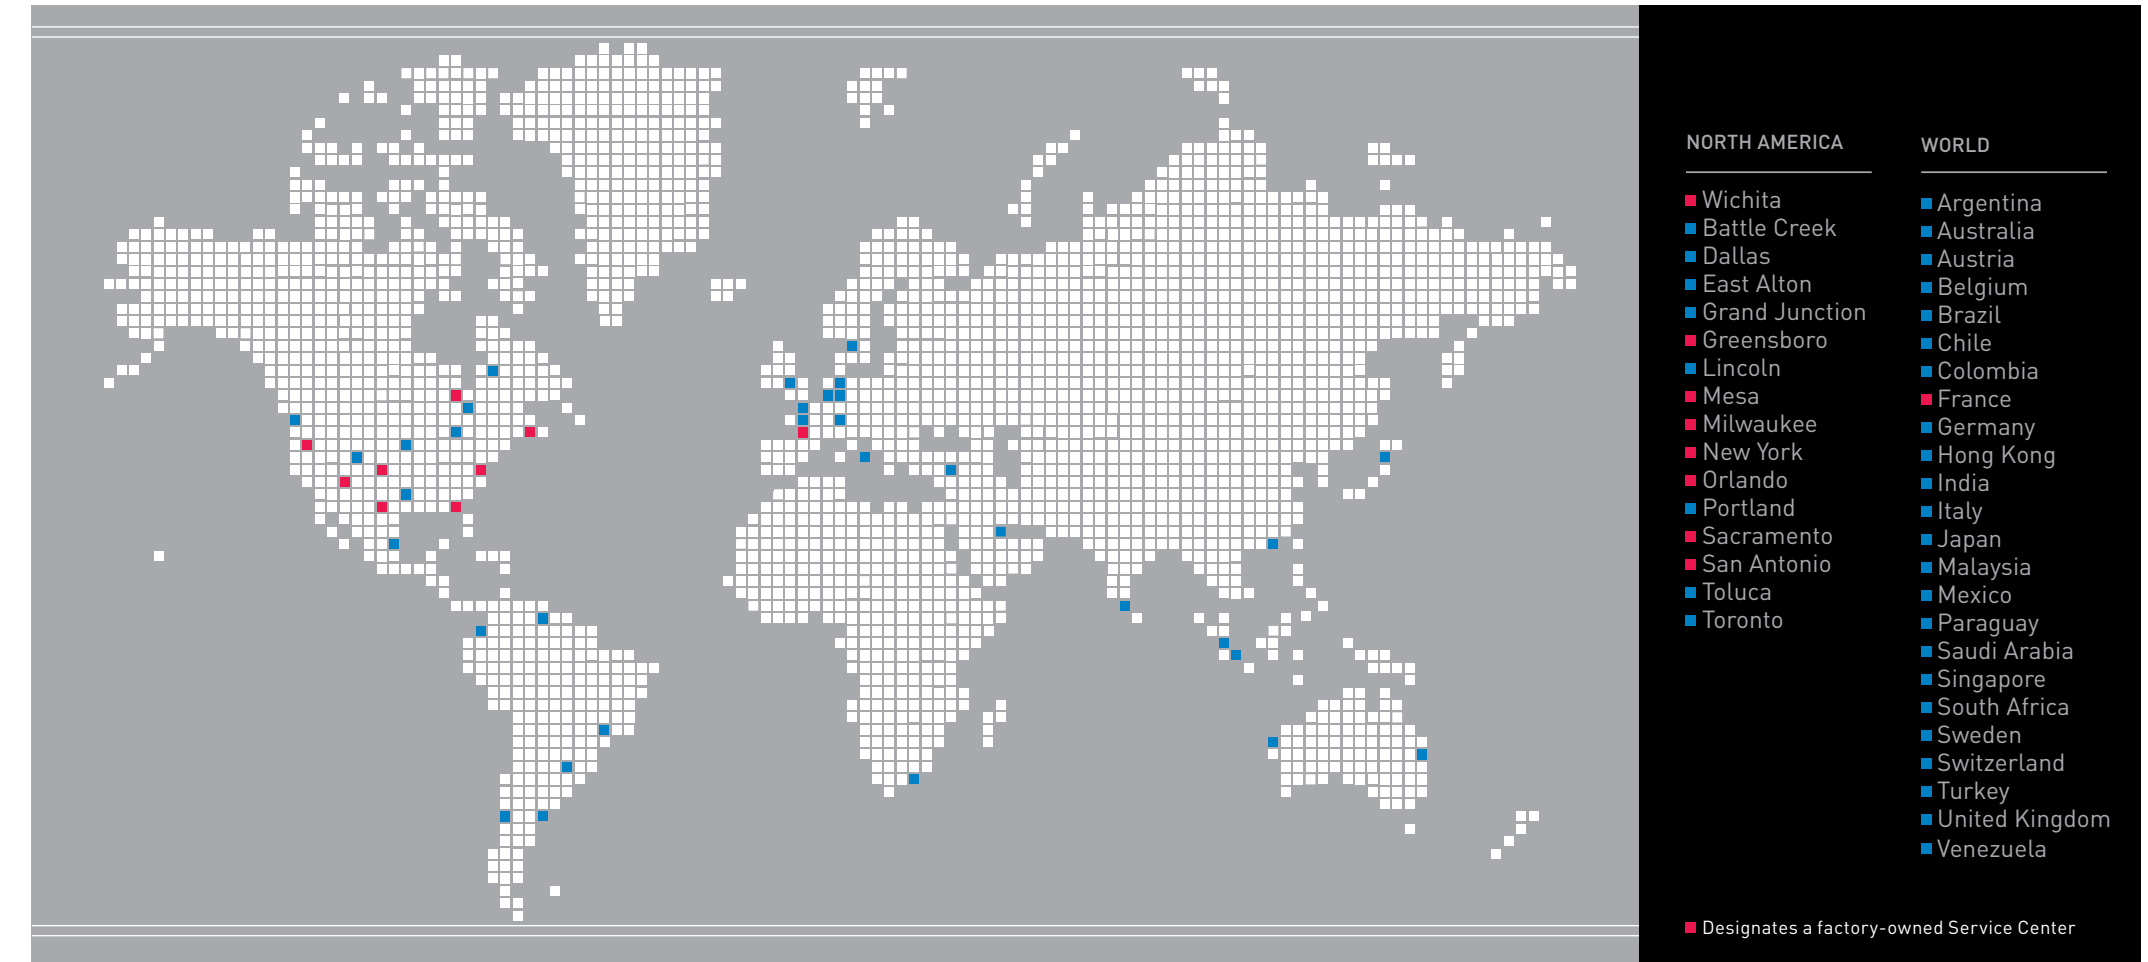 NORTH AMERICA
Wichita
Battle Creek
Dallas
East Alton
Grand Junction
Greensboro
Lincoln
Mesa
Milwaukee
New York
Orlando
Portland
Sacramento
San Antonio
Toluca
Toronto
WORLD
Argentina
Australia
Austria
Belgium
Brazil
Chile
Colombia
France
Germany
Hong Kong
India
Italy
Japan
Malaysia
Mexico
Paraguay
Saudi Arabia
Singapore
South Africa
Sweden
Switzerland
Turkey
United Kingdom
Venezuela
Designates a factory-owned Service Center